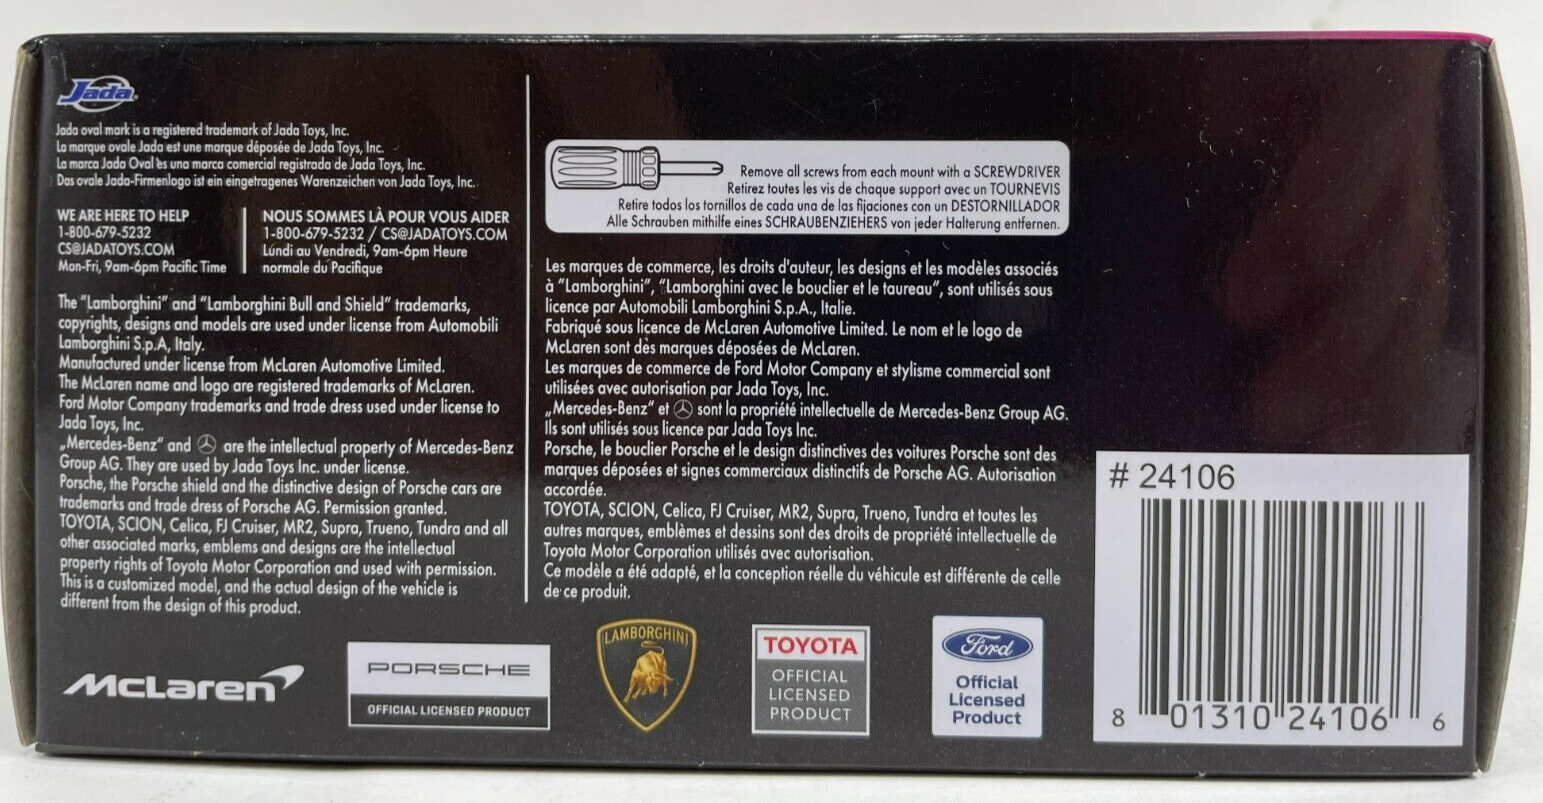 Jada
Jada oval mark is a registered trademark of Jada Toys, Inc.
La marque ovale Jada est une marque déposée de Jada Toys, Inc.
La marca Jada Oval es una marca comercial registrada de Jada Toys, Inc.
Das ovale Jada-Firmenlogo ist ein eingetragenes Warenzeichen von Jada Toys, Inc.
WE ARE HERE TO HELP
1-800-679-5232
CS@JADATOYS.COM
Mon-Fri, 9am-6pm Pacific Time
NOUS SOMMES LÀ POUR VOUS AIDER
1-800-679-5232 / CS@JADATOYS.COM
Lundi au Vendredi, 9am-6pm Heure
normale du Pacifique
The "Lamborghini" and "Lamborghini Bull and Shield" trademarks,
copyrights, designs and models are used under license from Automobili
Lamborghini S.p.A, Italy.
Manufactured under license from McLaren Automotive Limited.
The McLaren name and logo are registered trademarks of McLaren.
Ford Motor Company trademarks and trade dress used under license to
Jada Toys, Inc.
„Mercedes-Benz" and are the intellectual property of Mercedes-Benz
Group AG. They are used by Jada Toys Inc. under license.
Porsche, the Porsche shield and the distinctive design of Porsche cars are
trademarks and trade dress of Porsche AG. Permission granted.
TOYOTA, SCION, Celica, FJ Cruiser, MR2, Supra, Trueno, Tundra and all
other associated marks, emblems and designs are the intellectual
property rights of Toyota Motor Corporation and used with permission.
This is a customized model, and the actual design of the vehicle is
different from the design of this product.
Remove all screws from each mount with a SCREWDRIVER
Retirez toutes les vis de chaque support avec un TOURNEVIS
Retire todos los tornillos de cada una de las fijaciones con un DESTORNILLADOR
Alle Schrauben mithilfe eines SCHRAUBENZIEHERS von jeder Halterung entfernen.
Les marques de commerce, les droits d'auteur, les designs et les modèles associés
à "Lamborghini", "Lamborghini avec le bouclier et le taureau", sont utilisés sous
licence par Automobili Lamborghini S.p.A., Italie.
Fabriqué sous licence de McLaren Automotive Limited. Le nom et le logo de
McLaren sont des marques déposées de McLaren.
Les marques de commerce de Ford Motor Company et stylisme commercial sont
utilisées avec autorisation par Jada Toys, Inc.
„Mercedes-Benz" et sont la propriété intellectuelle de Mercedes-Benz Group AG.
Ils sont utilisés sous licence par Jada Toys Inc.
Porsche, le bouclier Porsche et le design distinctives des voitures Porsche sont des
marques déposées et signes commerciaux distinctifs de Porsche AG. Autorisation
accordée.
TOYOTA, SCION, Celica, FJ Cruiser, MR2, Supra, Trueno, Tundra et toutes les
autres marques, emblèmes et dessins sont des droits de propriété intellectuelle de
Toyota Motor Corporation utilisés avec autorisation.
Ce modèle a été adapté, et la conception réelle du véhicule est différente de celle
de ce produit.
McLaren
PORSCHE
OFFICIAL LICENSED PRODUCT
LAMBORGHINI
TOYOTA
OFFICIAL
LICENSED
PRODUCT
Ford
Official
Licensed
Product
# 24106
8 01310 24106 6